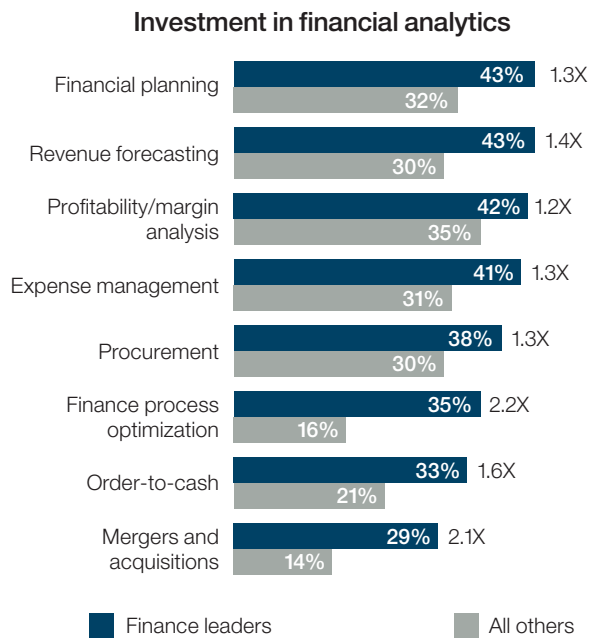 Investment in financial analytics
Financial planning
43%
1.3X
32%
Revenue forecasting
43%
1.4X
30%
Profitability/margin
analysis
42%
1.2X
35%
Expense management
41%
1.3X
31%
Procurement
38%
1.3X
30%
Finance process
optimization
35%
2.2X
16%
Order-to-cash
33%
1.6X
21%
Mergers and
acquisitions
29%
2.1X
14%
Finance leaders
All others